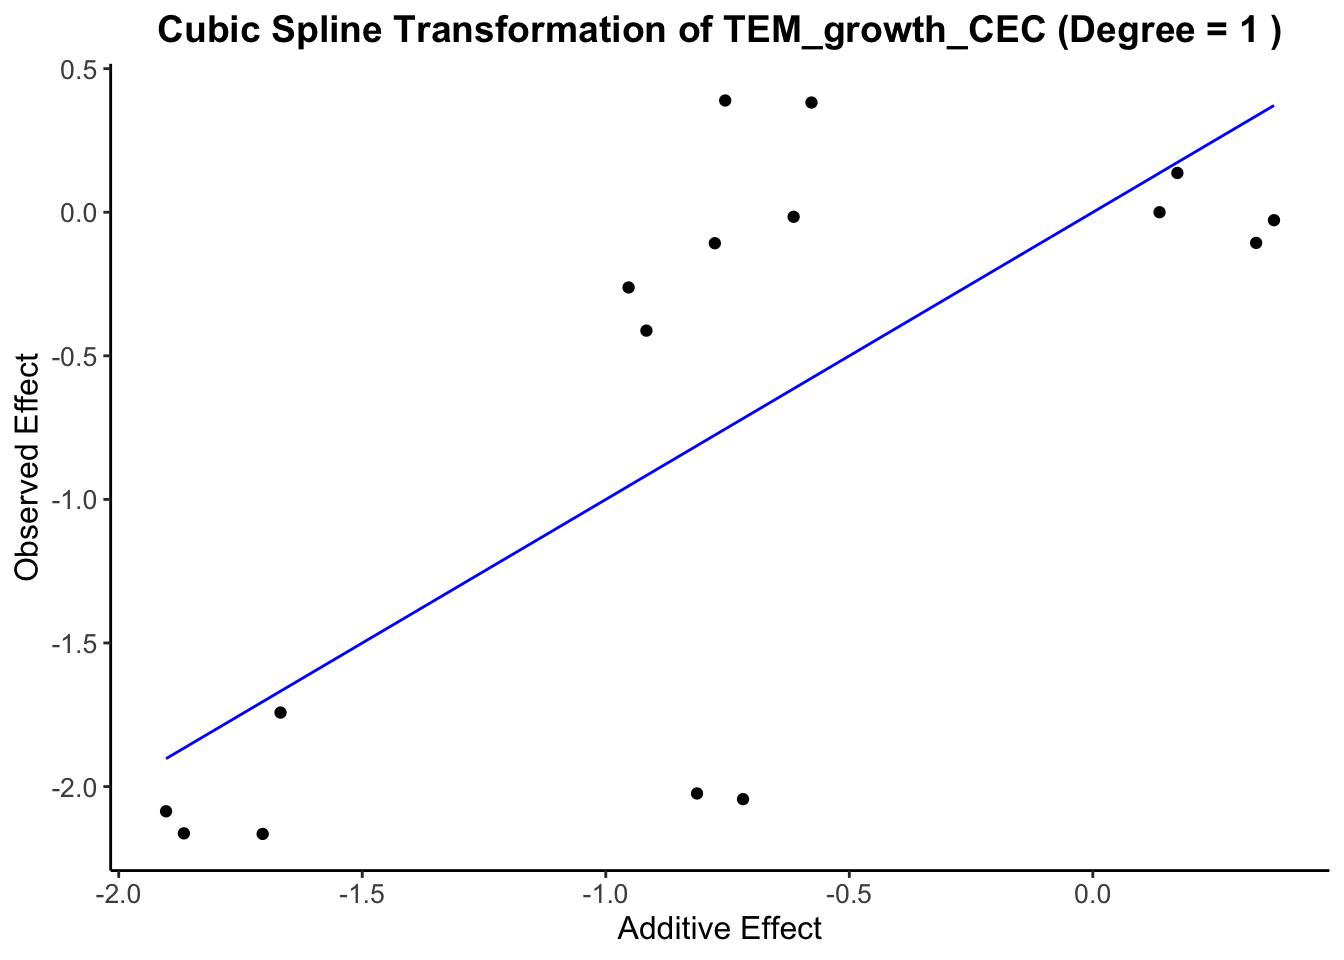 Cubic Spline Transformation of TEM_growth_CEC (Degree = 1 )
0.5
0.0
-0.5
-1.0
-1.5
-2.0
Observed Effect
-2.0 -1.5 -1.0 -0.5 0.0
Additive Effect